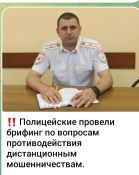 ‼️ Полицейские провели
брифинг по вопросам
противодействия
дистанционным
мошенничествам.